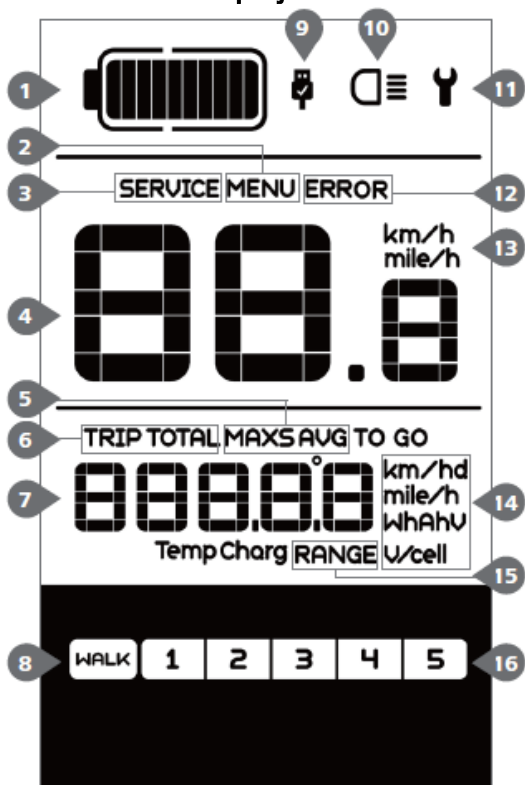 9 10
1 11
2
3 SERVICE MENU ERROR 12
km/h
mile/h 13
4 88.8
5
6 TRIP TOTAL MAXS AVG TO GO
7 888.8.8° km/hd
mile/h 14
WhAhV
Temp Charg RANGE V/cell
15
8 WALK 1 2 3 4 5 16